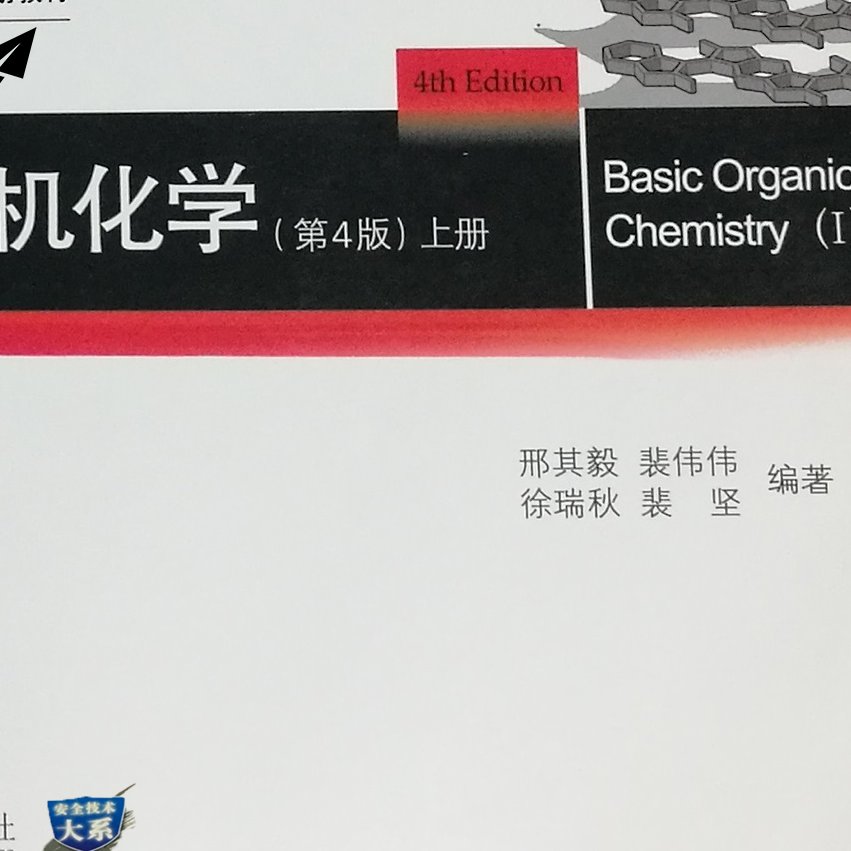 4th Edition
机化学（第4版）上册
Basic Organic
Chemistry (I
邢其毅 裴伟伟
徐瑞秋 裴 坚
编著
社
安全技术
大系